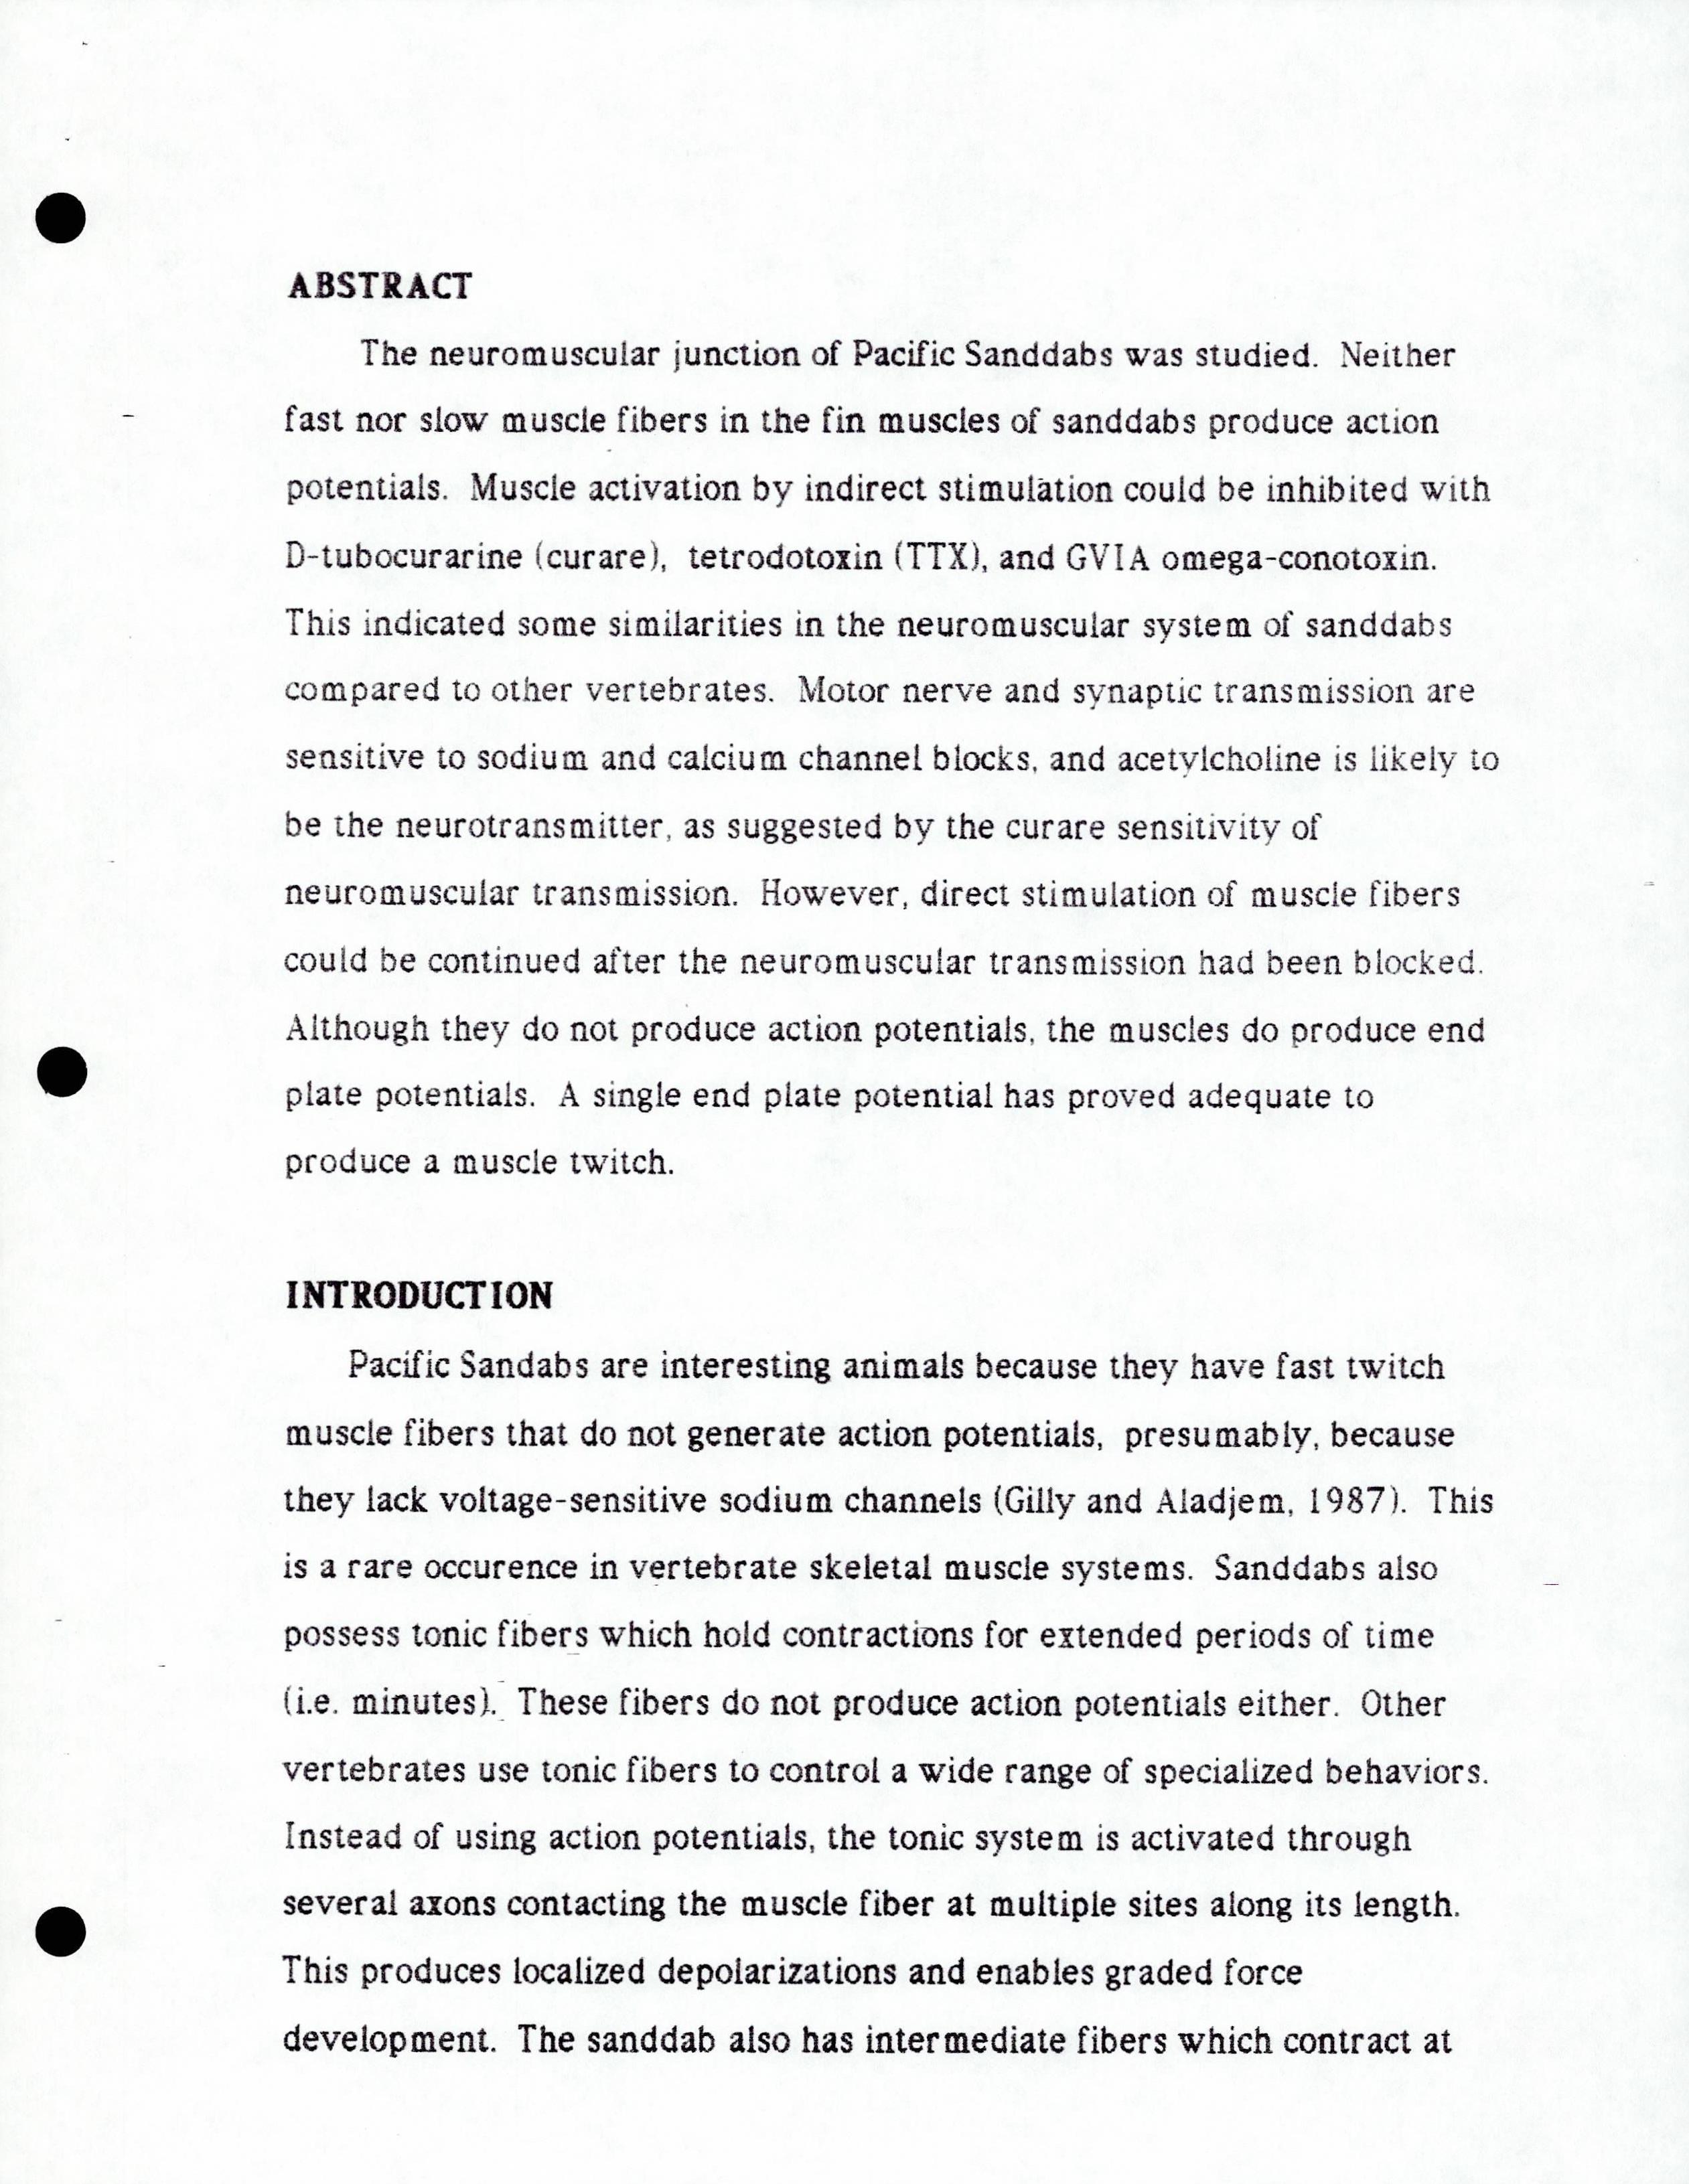 ABSTRACT
The neuromuscular junction of Pacific Sanddabs was studied. Neither
fast nor slow muscle fibers in the fin muscles of sanddabs produce action
potentials. Muscle activation by indirect stimulation could be inhibited with
D-tubocurarine (curare), tetrodotoxin (TTX), and GVIA omega-conotoxin.
This indicated some similarities in the neuromuscular system of sanddabs
compared to other vertebrates. Motor nerve and synaptic transmission are
sensitive to sodium and calcium channel blocks, and acetylcholine is likely to
be the neurotransmitter, as suggested by the curare sensitivity of
neuromuscular transmission. However, direct stimulation of muscle fibers
could be continued after the neuromuscular transmission had been blocked.
Although they do not produce action potentials, the muscles do produce end
plate potentials. A single end plate potential has proved adequate to
produce a muscle twitch.
INTRODUCTION
Pacific Sandabs are interesting animals because they have fast twitch
muscle fibers that do not generate action potentials, presumably, because
they lack voltage-sensitive sodium channels (Gilly and Aladjem, 1987). This
is a rare occurence in vertebrate skeletal muscle systems. Sanddabs also
possess tonic fibers which hold contractions for extended periods of time
(i.e. minutes). These fibers do not produce action potentials either. Other
vertebrates use tonic fibers to control a wide range of specialized behaviors.
Instead of using action potentials, the tonic system is activated through
several axons contacting the muscle fiber at multiple sites along its length.
This produces localized depolarizations and enables graded force
development. The sanddab also has intermediate fibers which contract at